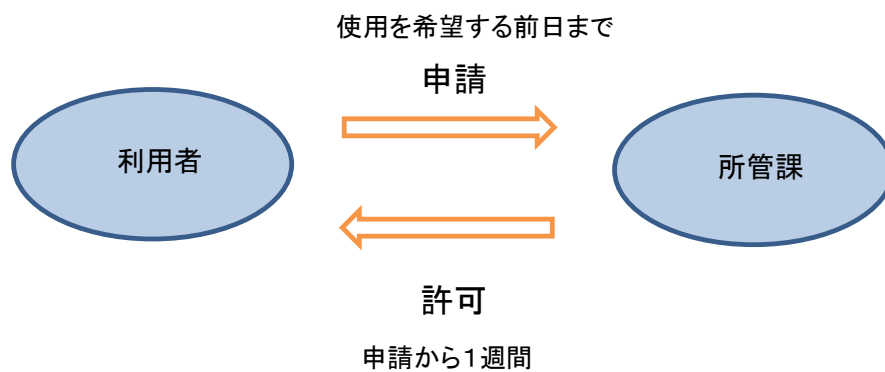 使用を希望する前日まで
申請
利用者
所管課
許可
申請から1週間